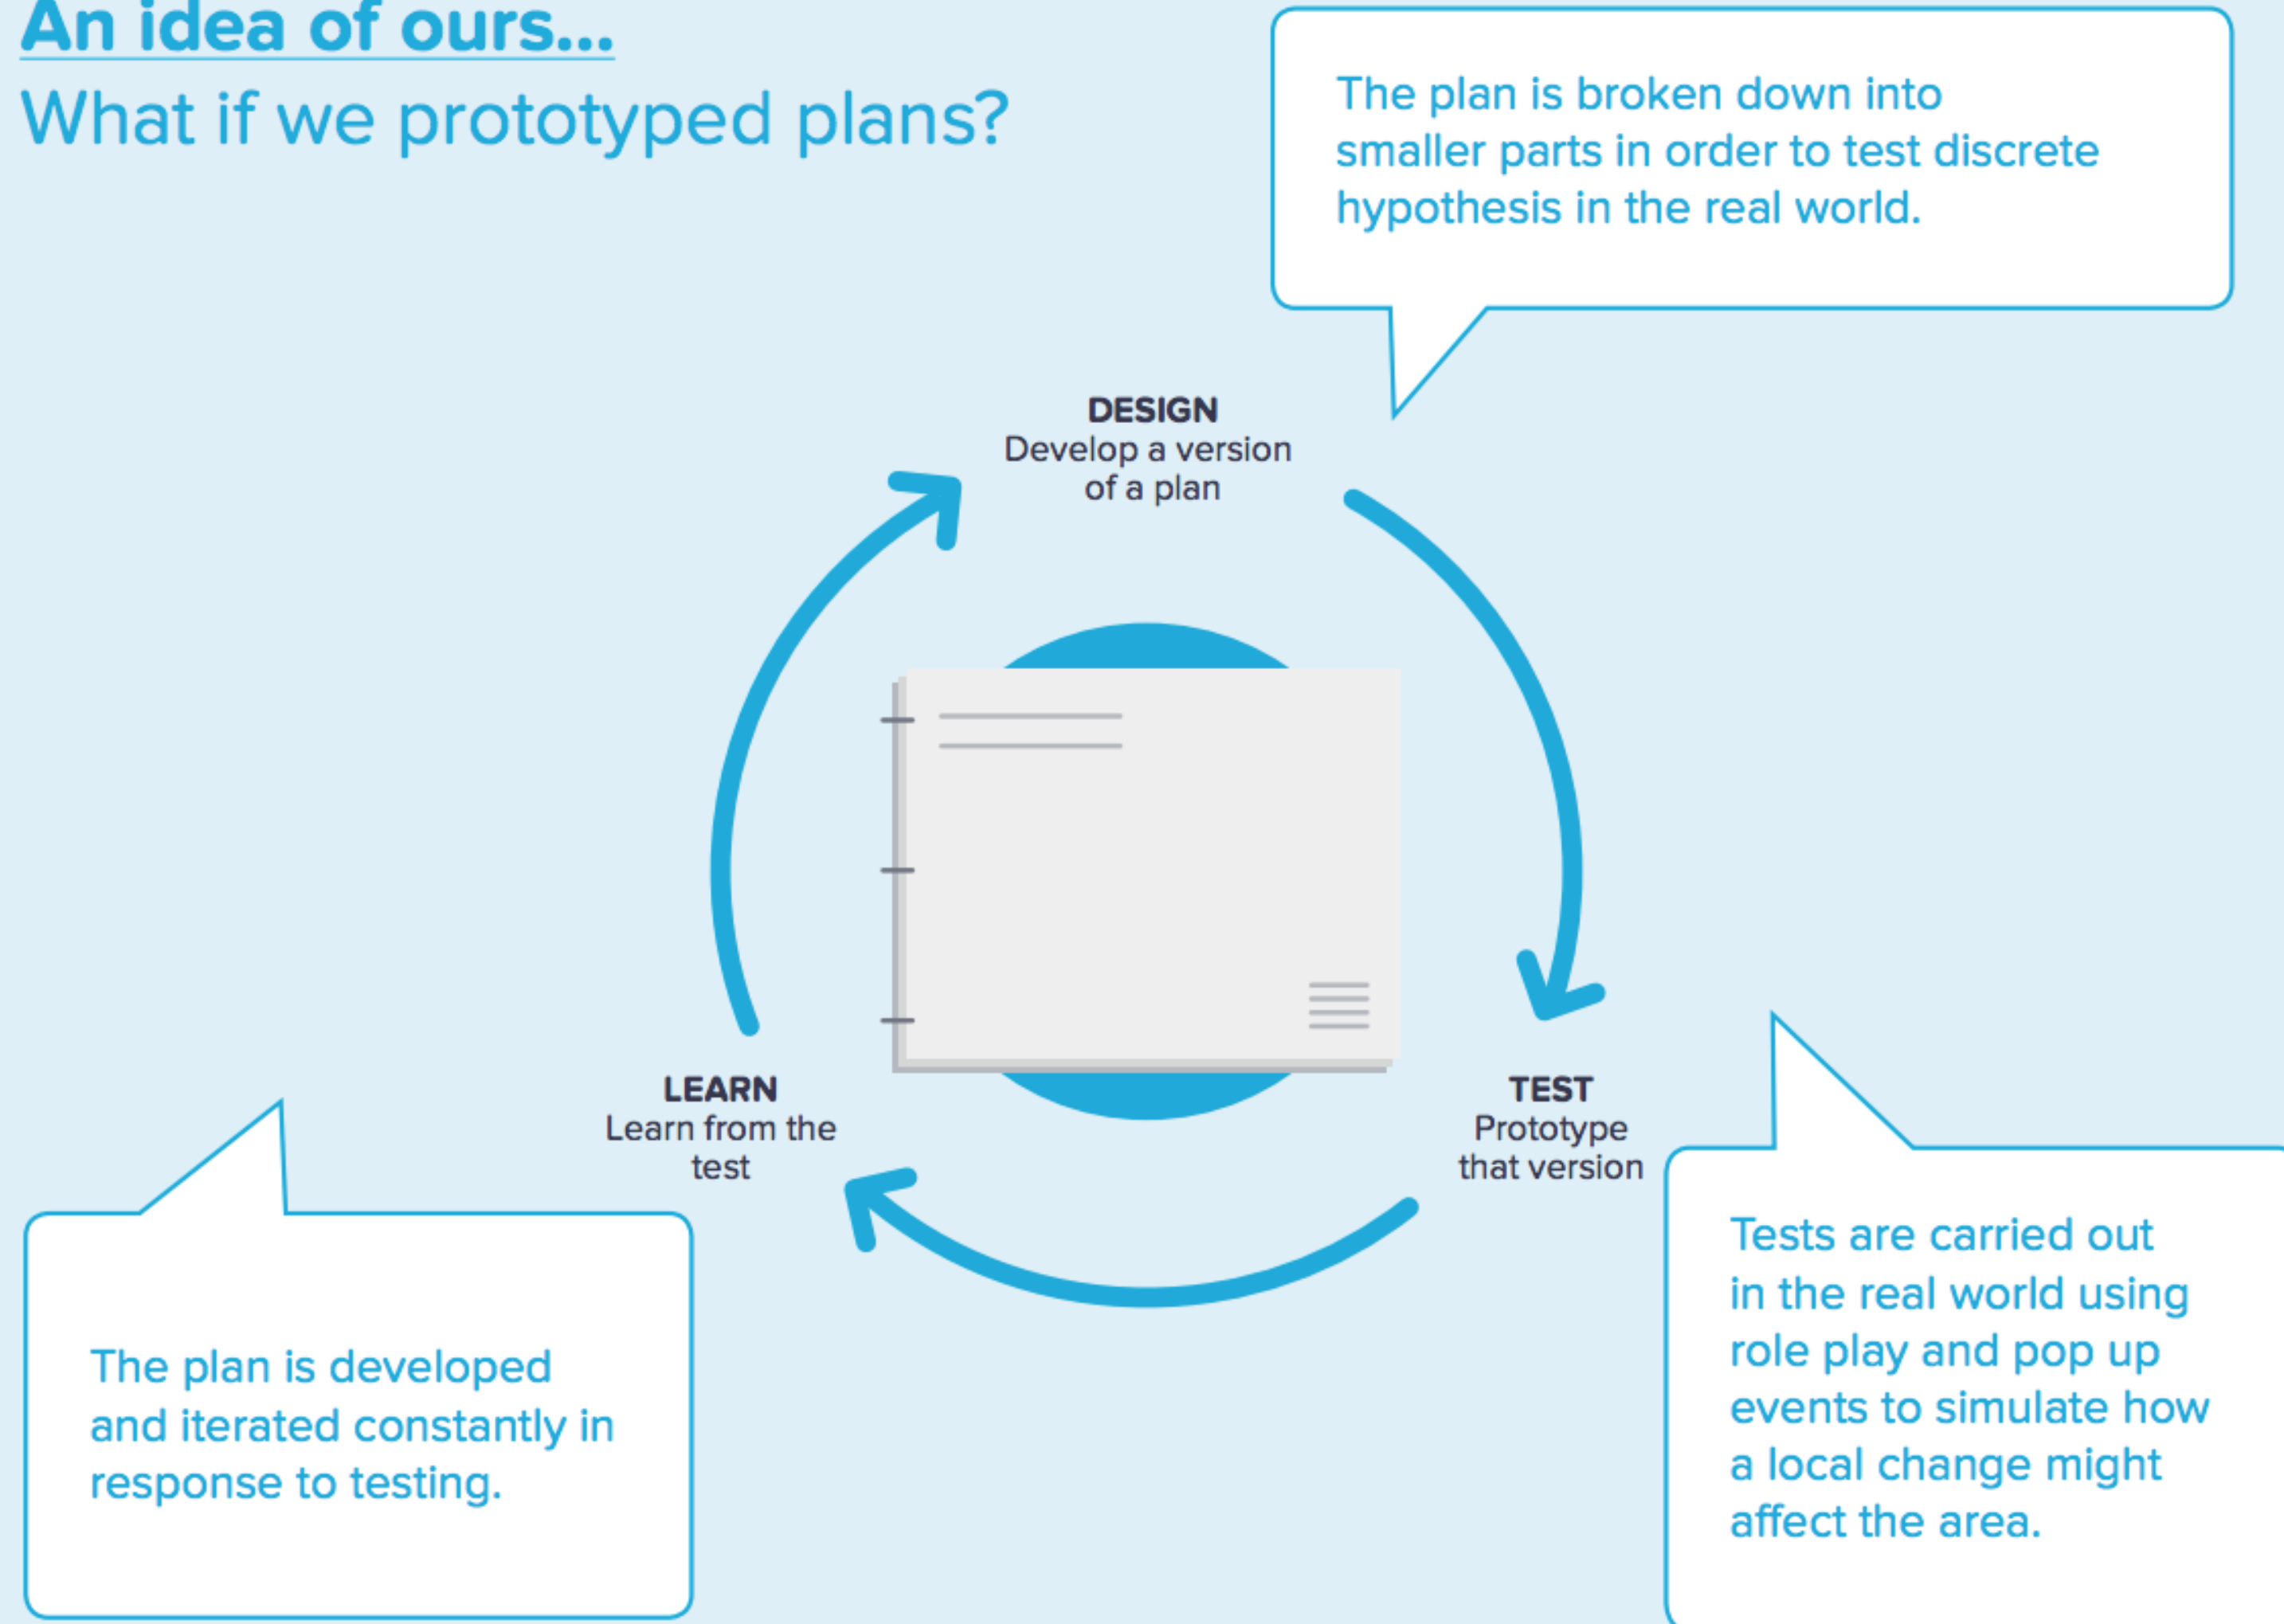 An idea of ours...
What if we prototyped plans?
The plan is broken down into
smaller parts in order to test discrete
hypothesis in the real world.
DESIGN
Develop a version
of a plan
TEST
Prototype
that version
Tests are carried out
in the real world using
role play and pop up
events to simulate how
a local change might
affect the area.
LEARN
Learn from the
test
The plan is developed
and iterated constantly in
response to testing.